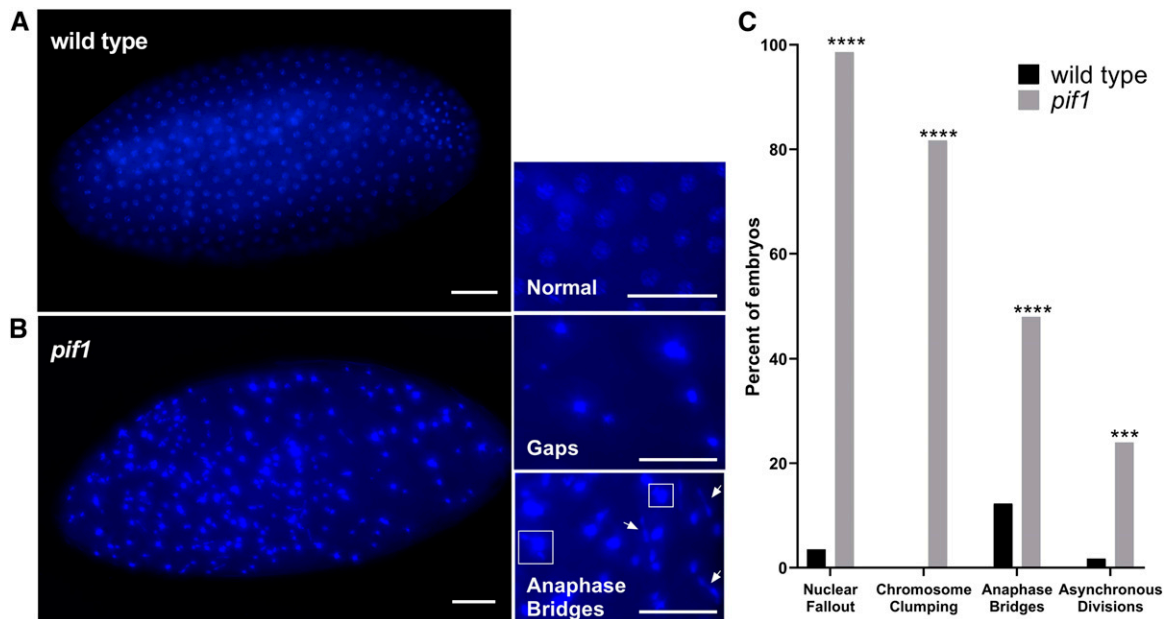 A
wild type
Normal
B
pif1
Gaps
Anaphase
Bridges
C
100
80
60
40
20
0
Percent of embryos
****
****
****
***
wild type
pif1
Nuclear
Fallout
Chromosome
Clumping
Anaphase
Bridges
Asynchronous
Divisions